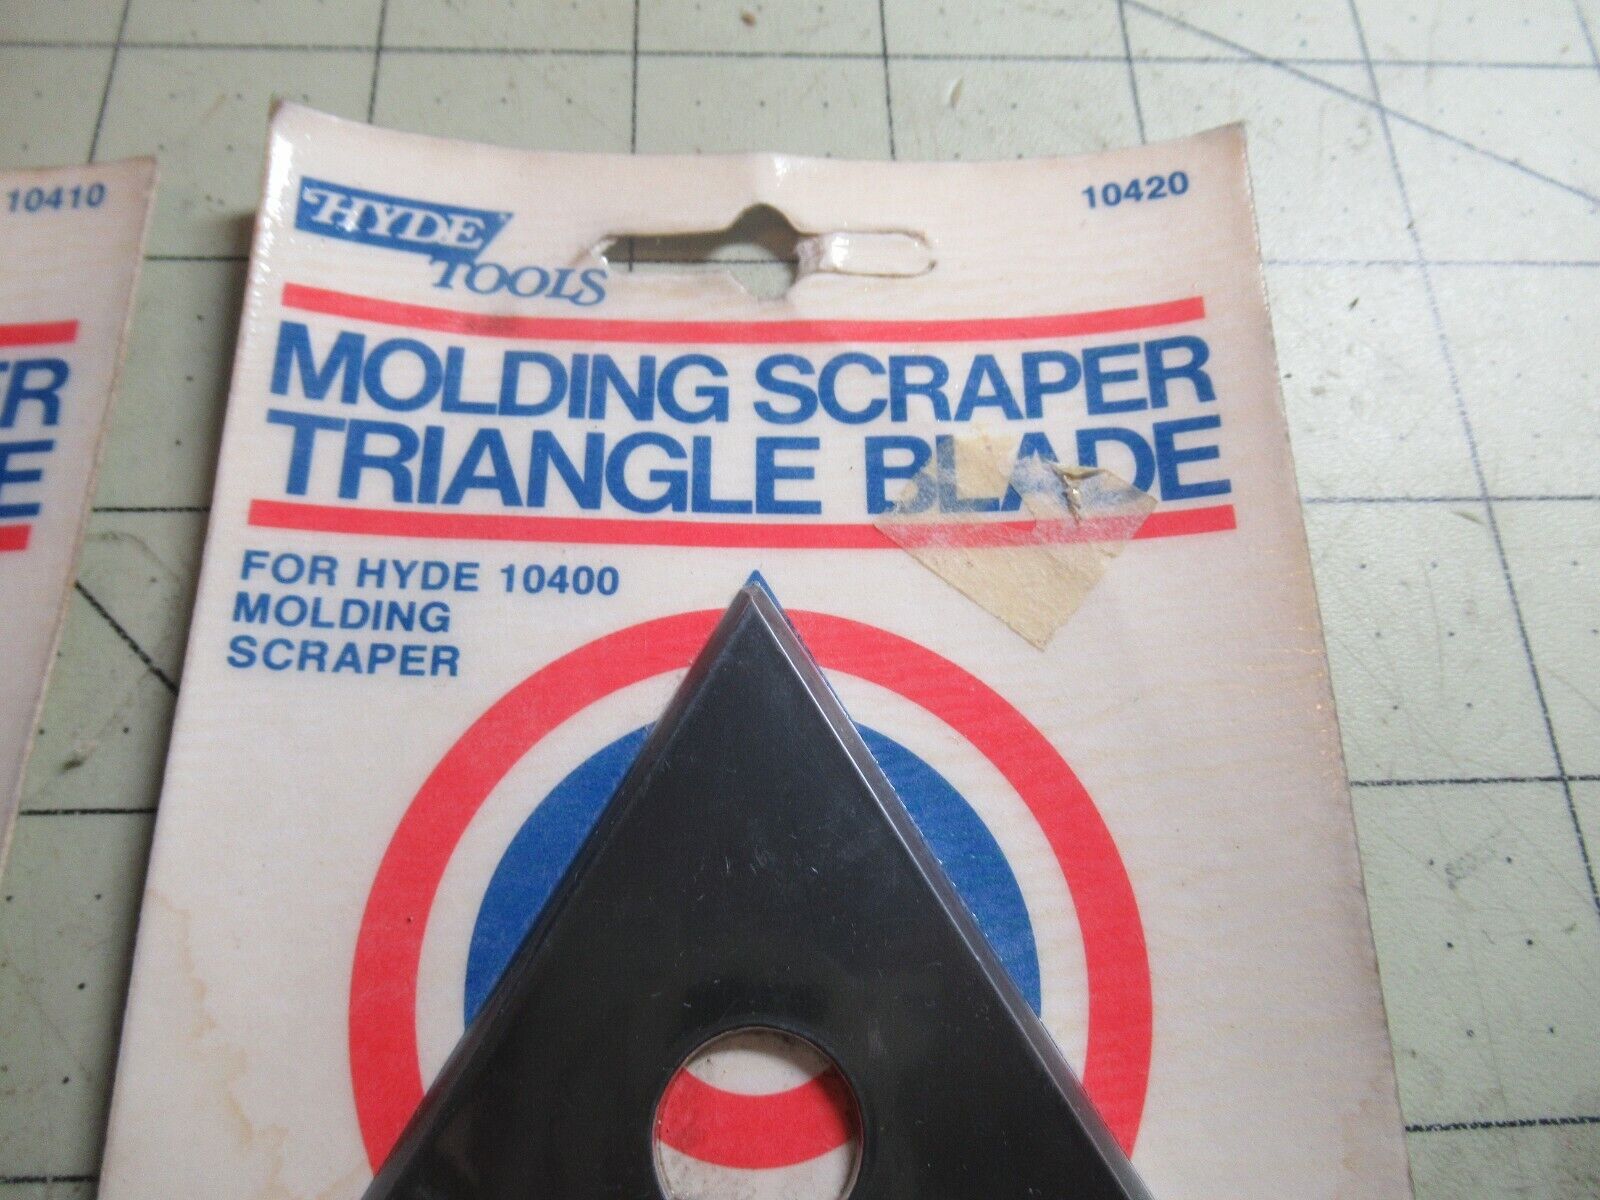 10410
HYDE
TOOLS
10420
MOLDING SCRAPER
TRIANGLE BLADE
FOR HYDE 10400
MOLDING
SCRAPER